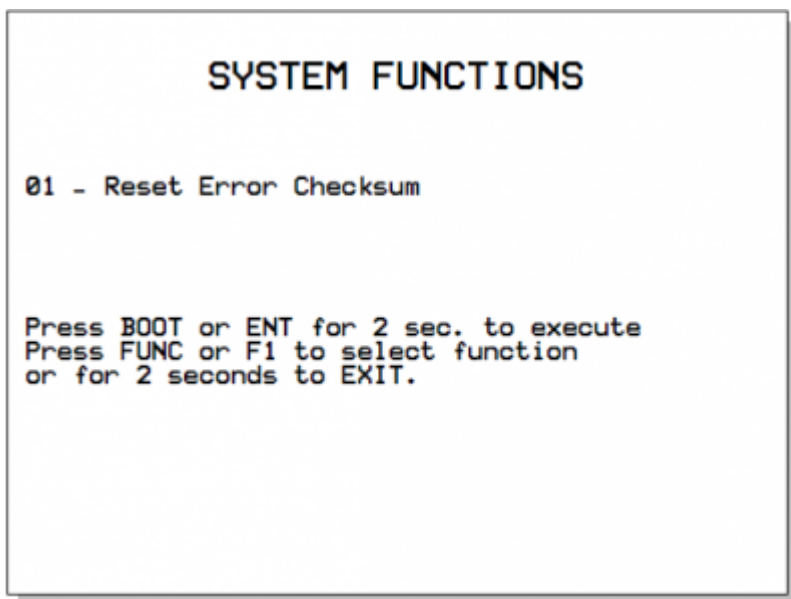 SYSTEM FUNCTIONS
01 - Reset Error Checksum
Press BOOT or ENT for 2 sec. to execute
Press FUNC or F1 to select function
or for 2 seconds to EXIT.